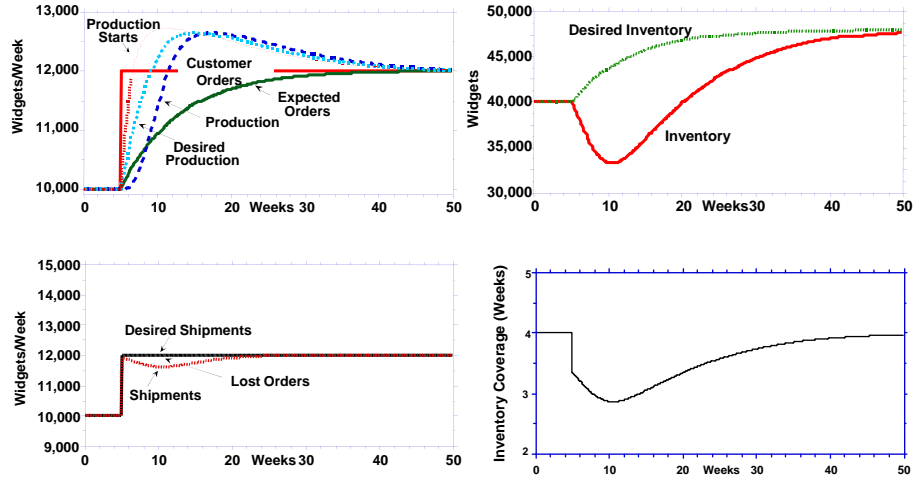 13,000
12,000
11,000
10,000
Widgets/Week
Production
Starts
Customer
Orders
Expected
Orders
Production
Desired
Production
0
10
20
Weeks
30
40
50
50,000
45,000
40,000
35,000
30,000
Widgets
Desired Inventory
Inventory
0
10
20
Weeks30
40
50
15,000
14,000
13,000
12,000
11,000
10,000
9,000
Widgets/Week
Desired Shipments
Lost Orders
Shipments
0
10
20
Weeks
30
40
50
5
4
3
2
Inventory Coverage (Weeks)
0
10
20
Weeks
30
40
50